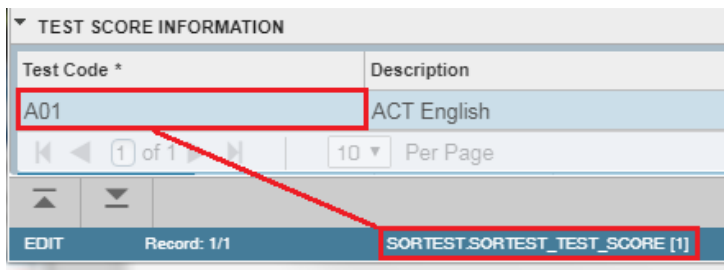 TEST SCORE INFORMATION
Test Code * Description
A01 ACT English
1 of 1 10 Per Page
EDIT Record: 1/1 SORTEST.SORTEST_TEST_SCORE [1]